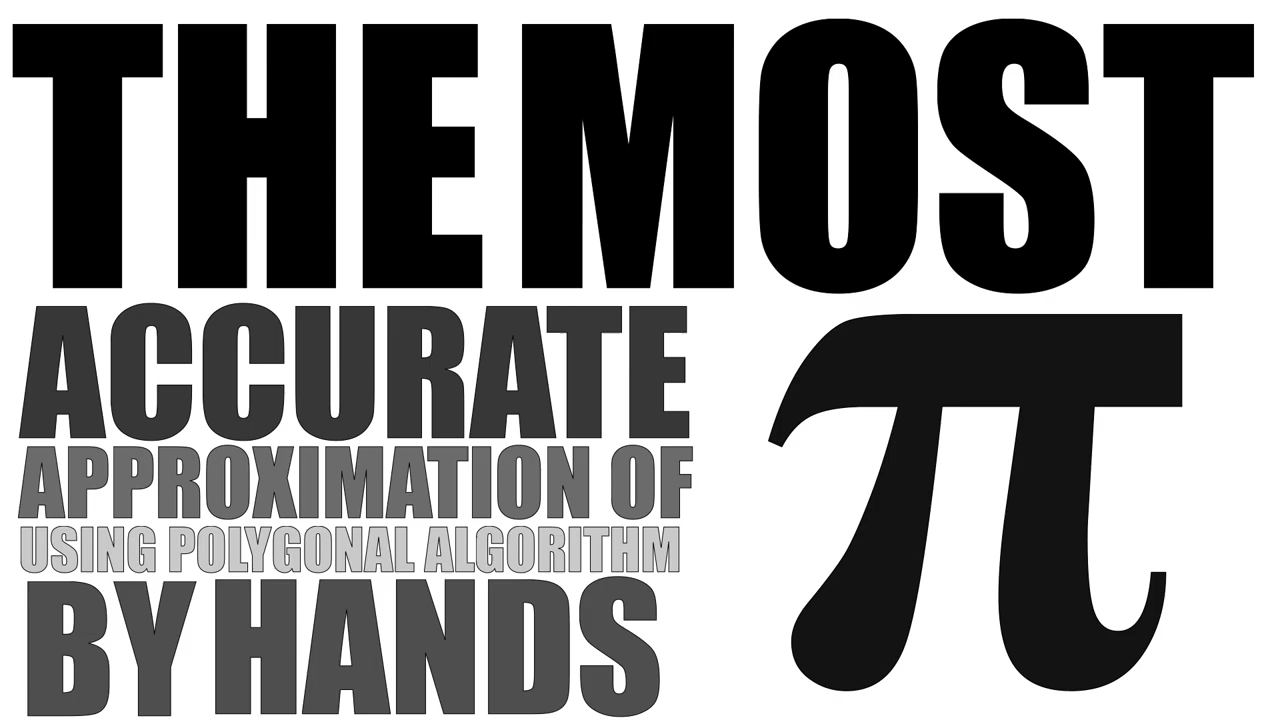 THE MOST
ACCURATE
APPROXIMATION OF
π
USING POLYGONAL ALGORITHM
BY HANDS